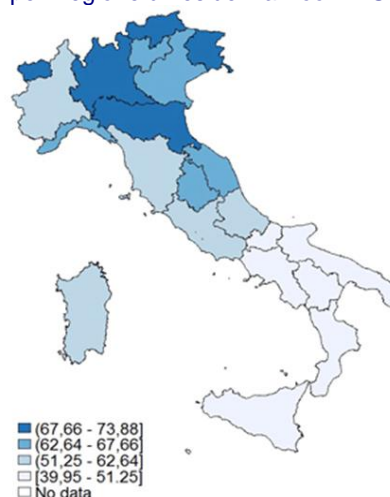 (67,66 - 73,88]
(62,64 - 67,66]
(51,25 - 62,64]
[39,95 - 51.25]
No data